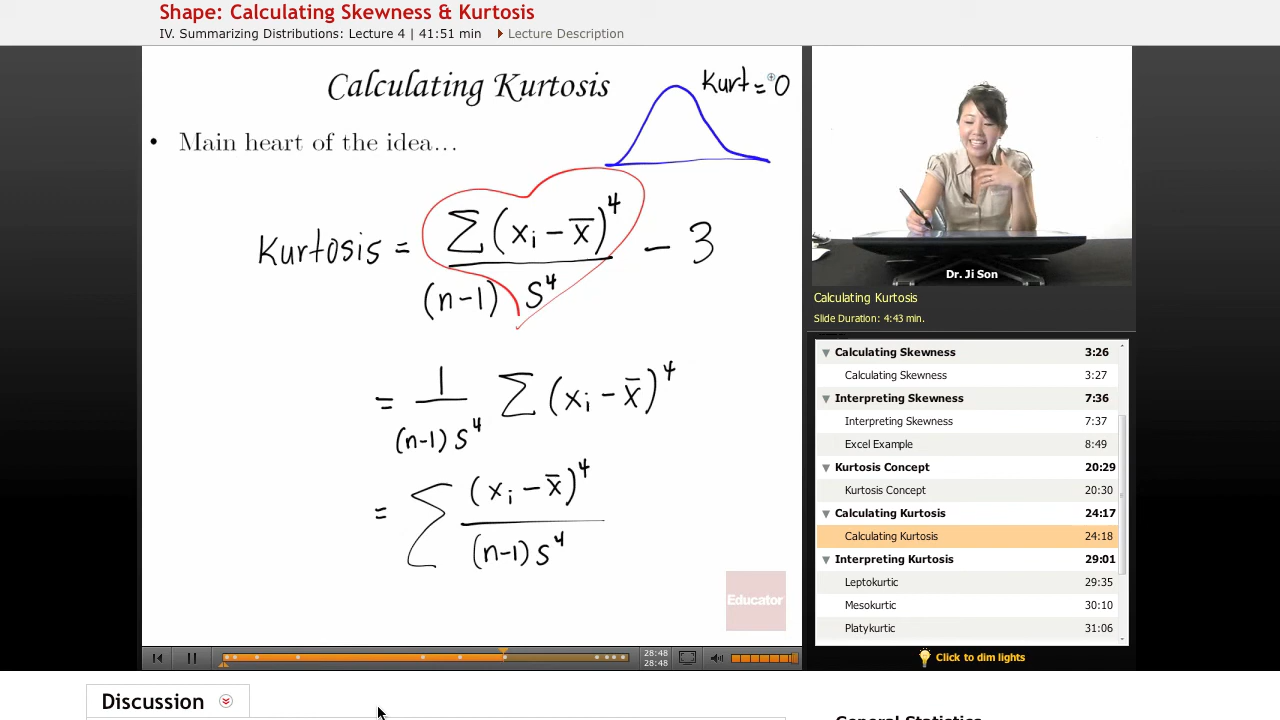 Shape: Calculating Skewness & Kurtosis
IV. Summarizing Distributions: Lecture 4 | 41:51 min
Lecture Description
Calculating Kurtosis
Kurt = 0
• Main heart of the idea...
Kurtosis = Σ(xᵢ − x̄)⁴ / (n−1) S⁴ − 3
= 1 / (n−1) S⁴ Σ (xᵢ − x̄)⁴
= Σ (xᵢ − x̄)⁴ / (n−1) S⁴
Educator
28:48
28:48
Dr. Ji Son
Calculating Kurtosis
Slide Duration: 4:43 min.
Calculating Skewness 3:26
Calculating Skewness 3:27
Interpreting Skewness 7:36
Interpreting Skewness 7:37
Excel Example 8:49
Kurtosis Concept 20:29
Kurtosis Concept 20:30
Calculating Kurtosis 24:17
Calculating Kurtosis 24:18
Interpreting Kurtosis 29:01
Leptokurtic 29:35
Mesokurtic 30:10
Platykurtic 31:06
Click to dim lights
Discussion
General Statistics